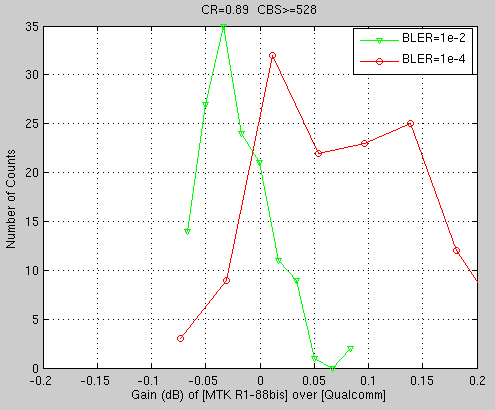 CR=0.89 CBS>=528
BLER=1e-2
BLER=1e-4
Number of Counts
35
30
25
20
15
10
5
0
-0.2 -0.15 -0.1 -0.05 0 0.05 0.1 0.15 0.2
Gain (dB) of [MTK R1-88bis] over [Qualcomm]